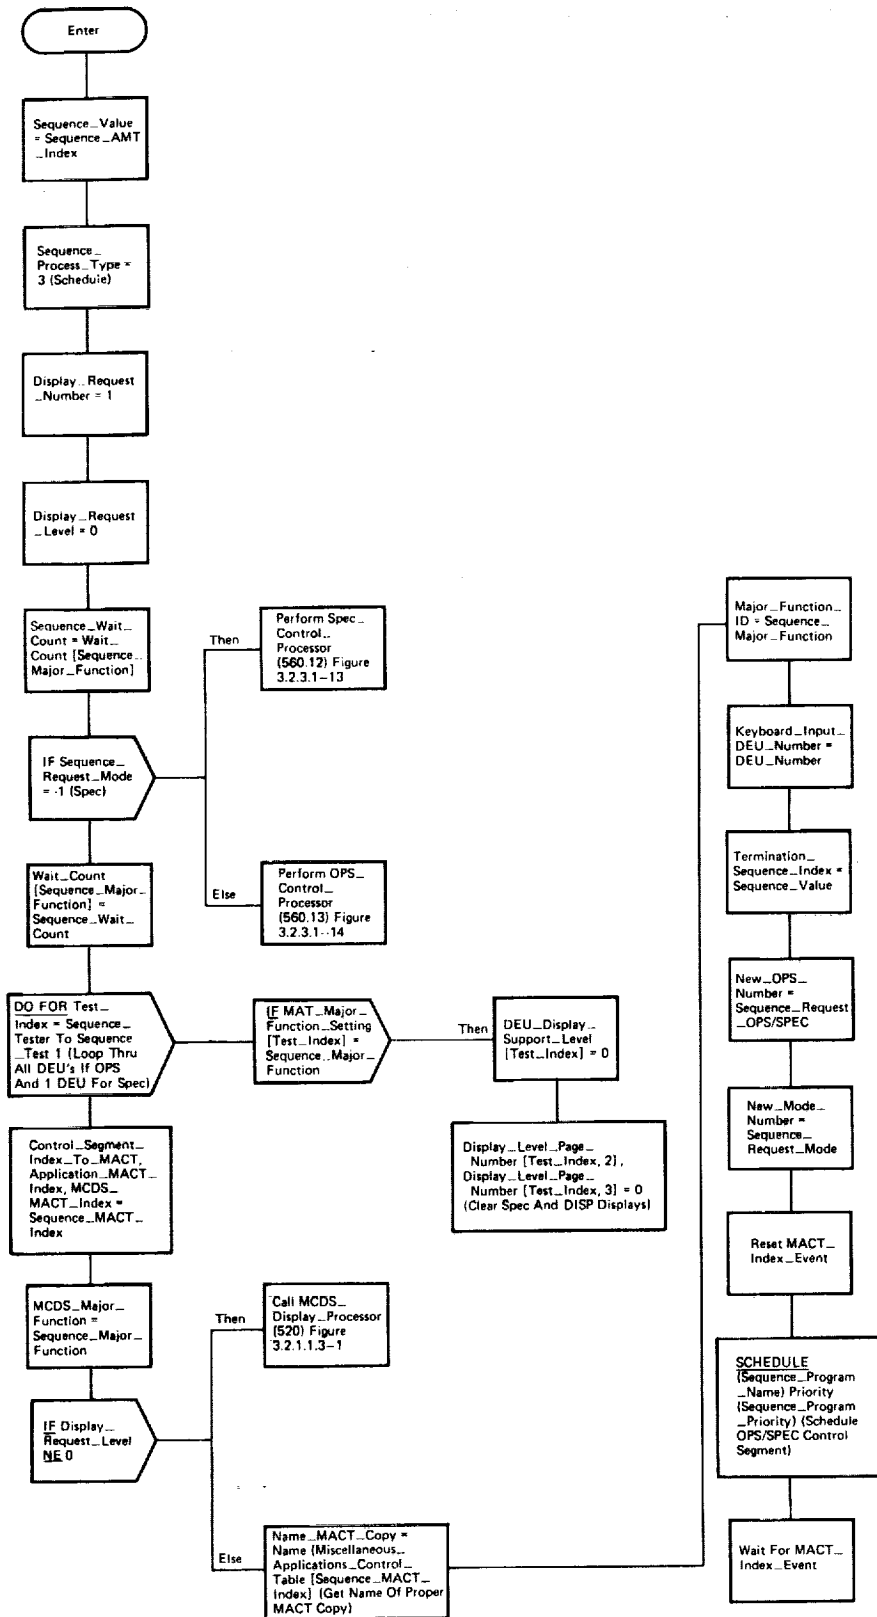 Enter
Sequence_Value
= Sequence_AMT
_Index
Sequence_
Process_Type =
3 (Schedule)
Display_Request
_Number = 1
Display_Request
_Level = 0
Sequence_Wait_
Count = Wait_
Count [Sequence_
Major_Function]
IF Sequence_
Request_Mode
= -1 (Spec)
Then
Perform Spec_
Control_
Processor
(560.12) Figure
3.2.3.1-13
Else
Perform OPS_
Control_
Processor
(560.13) Figure
3.2.3.1-14
Wait_Count
[Sequence_Major_
Function] =
Sequence_Wait_
Count
DO FOR Test_
Index = Sequence_
Tester To Sequence
_Test 1 (Loop Thru
All DEU's If OPS
And 1 DEU For Spec)
IF MAT_Major_
Function_Setting
[Test_Index] =
Sequence_Major_
Function
Then
DEU_Display_
Support_Level
[Test_Index] = 0
Display_Level_Page_
Number [Test_Index, 2],
Display_Level_Page_
Number [Test_Index, 3] = 0
(Clear Spec And DISP Displays)
Control_Segment_
Index_To_MACT,
Application_MACT_
Index, MCDS_
MACT_Index =
Sequence_MACT_
Index
MCDS_Major_
Function =
Sequence_Major_
Function
IF Display_
Request_Level
NE 0
Then
Call MCDS_
Display_Processor
(520) Figure
3.2.1.1.3-1
Else
Name_MACT_Copy =
Name (Miscellaneous_
Applications_Control_
Table [Sequence_MACT_
Index] (Get Name Of Proper
MACT Copy)
Major_Function_
ID = Sequence_
Major_Function
Keyboard_Input_
DEU_Number =
DEU_Number
Termination_
Sequence_Index =
Sequence_Value
New_OPS_
Number =
Sequence_Request
_OPS/SPEC
New_Mode_
Number =
Sequence_
Request_Mode
Reset MACT_
Index_Event
SCHEDULE
(Sequence_Program
_Name) Priority
(Sequence_Program
_Priority) (Schedule
OPS/SPEC Control
Segment)
Wait For MACT_
Index_Event